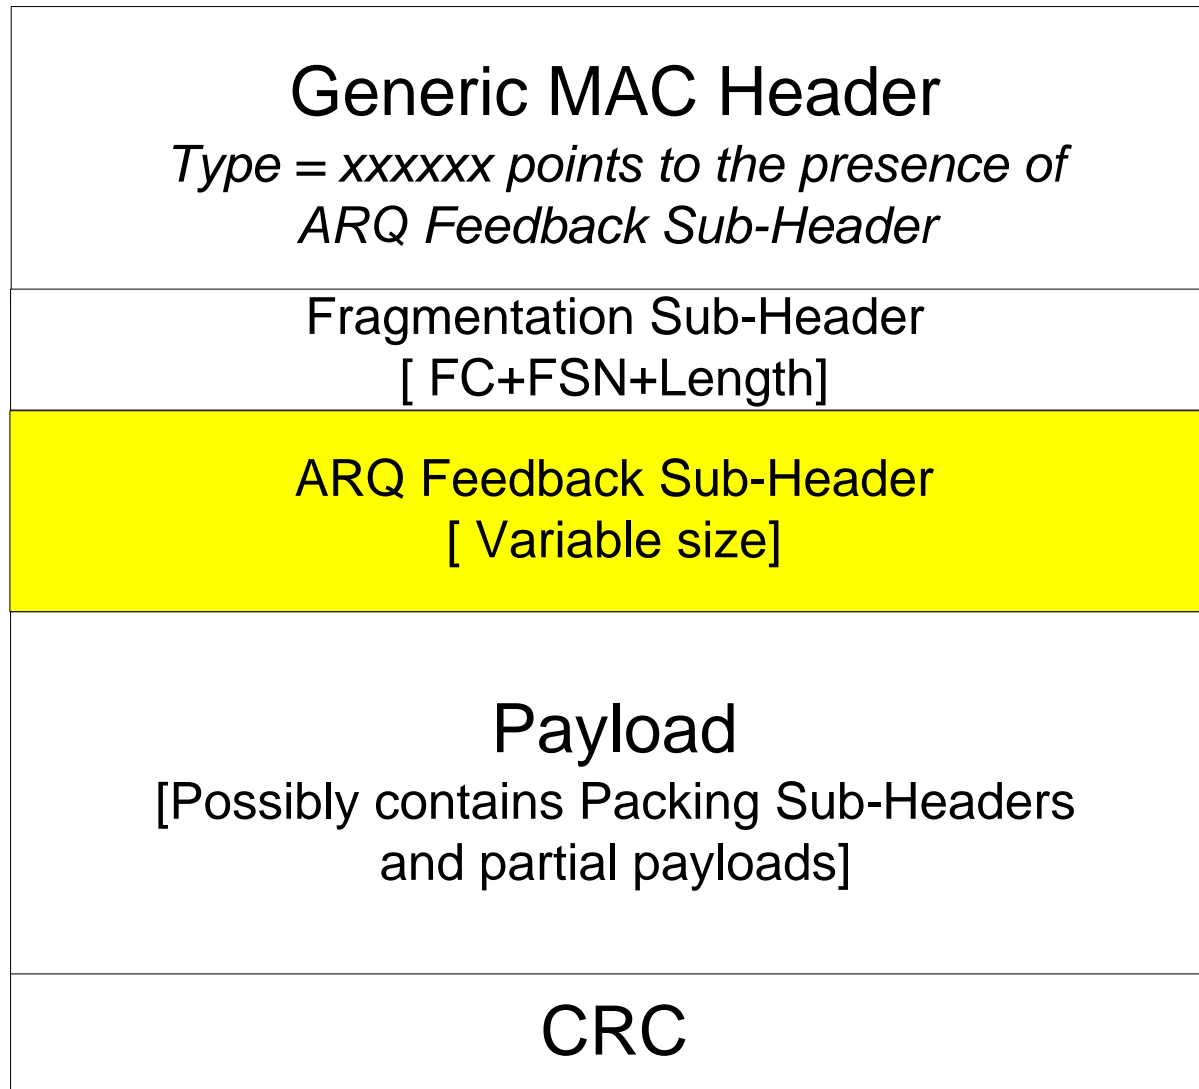 Generic MAC Header
Type = xxxxxx points to the presence of
ARQ Feedback Sub-Header
Fragmentation Sub-Header
[ FC+FSN+Length]
ARQ Feedback Sub-Header
[ Variable size]
Payload
[Possibly contains Packing Sub-Headers
and partial payloads]
CRC